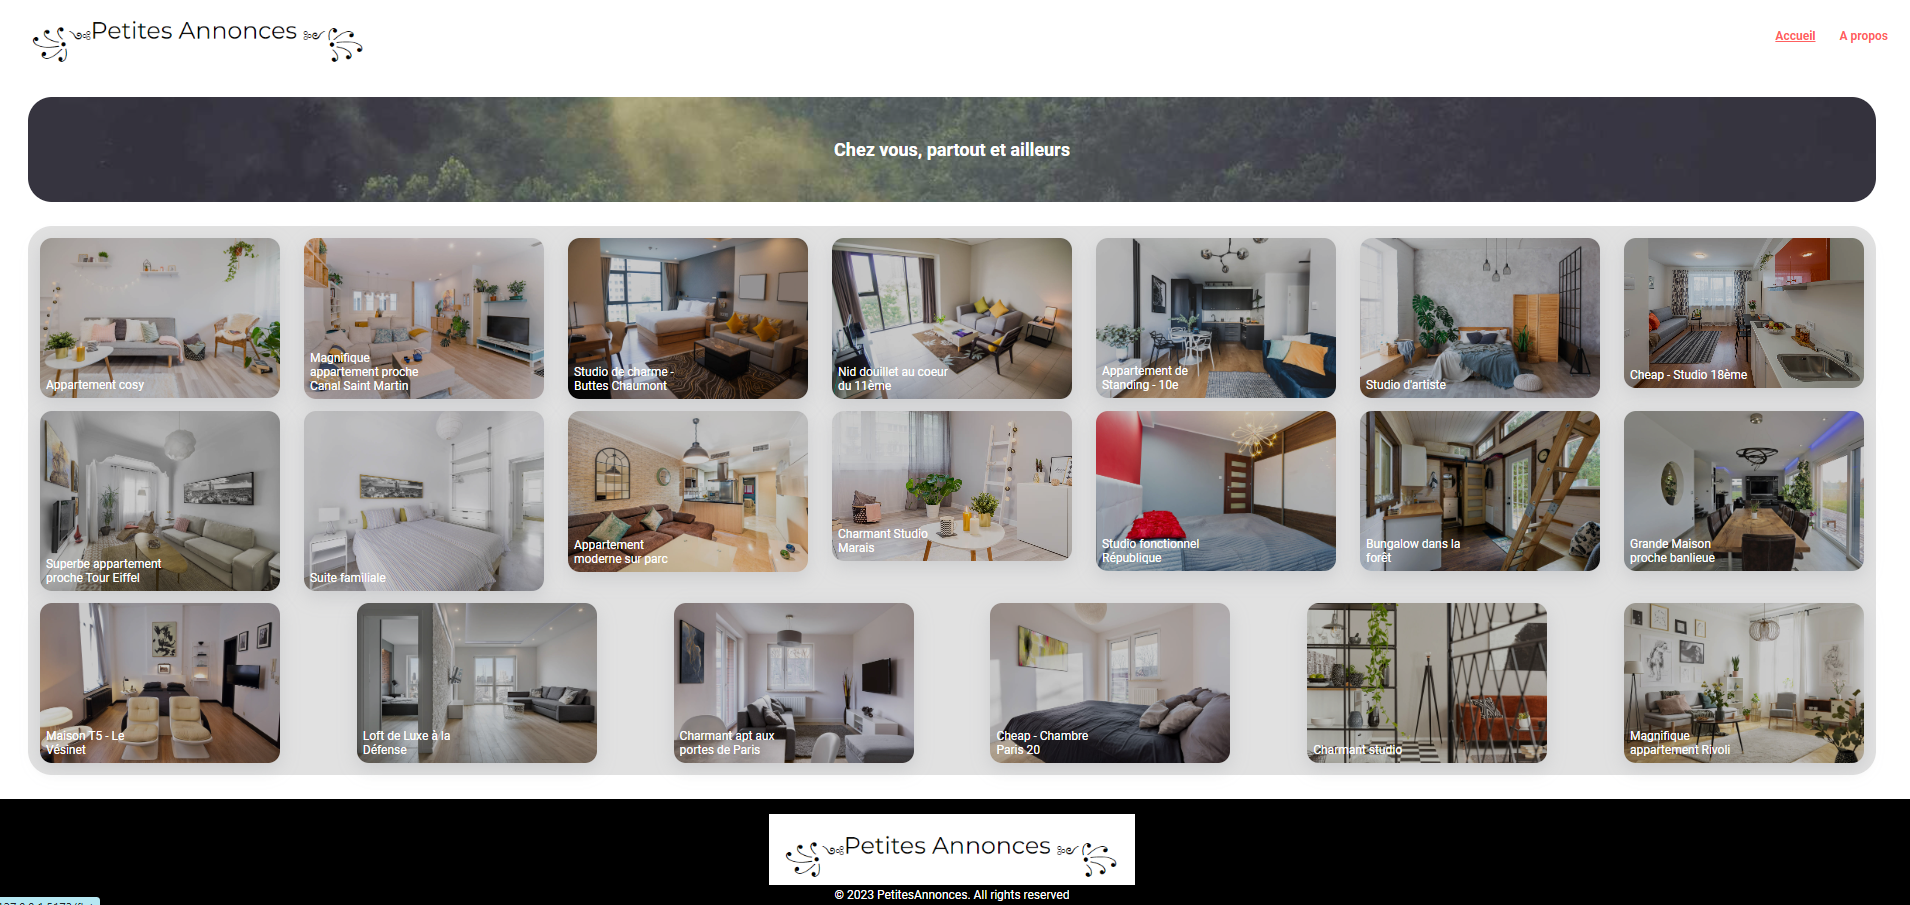 Petites Annonces
Accueil
A propos
Chez vous, partout et ailleurs
Appartement cosy
Magnifique
appartement proche
Canal Saint Martin
Studio de charme -
Buttes Chaumont
Nid douillet au coeur
du 11ème
Appartement de
Standing - 10e
Studio d'artiste
Cheap - Studio 18ème
Superbe appartement
proche Tour Eiffel
Suite familiale
Appartement
moderne sur parc
Charmant Studio
Marais
Studio fonctionnel
République
Bungalow dans la
forêt
Grande Maison
proche banlieue
Maison T5 - Le
Vésinet
Loft de Luxe à la
Défense
Charmant apt aux
portes de Paris
Cheap - Chambre
Paris 20
Charmant studio
Magnifique
appartement Rivoli
Petites Annonces
© 2023 PetitesAnnonces. All rights reserved